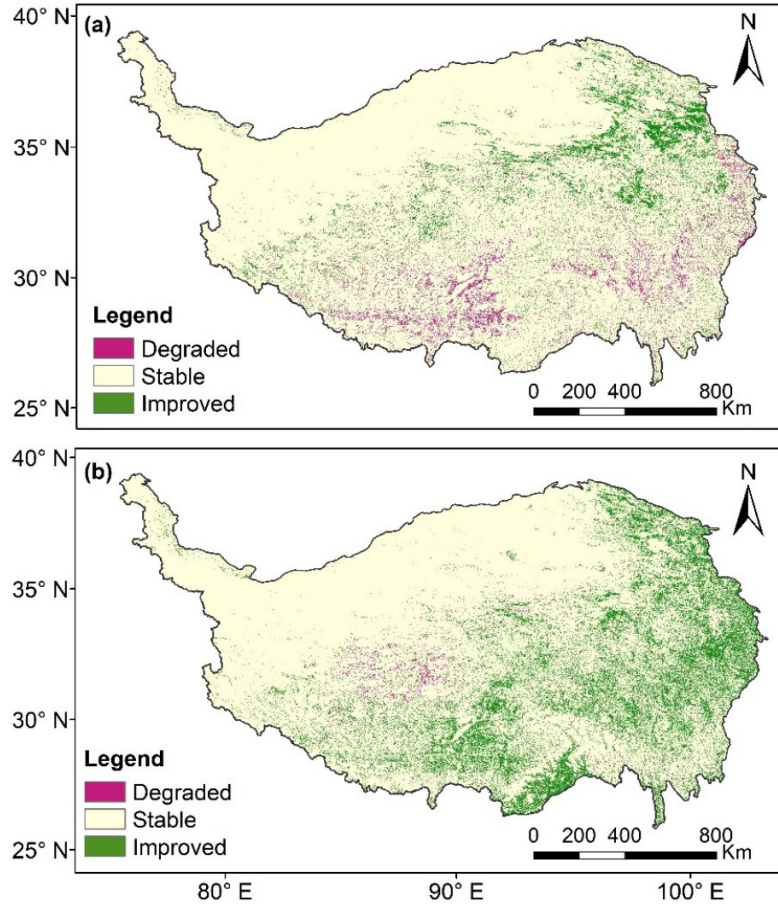 40° N
(a)
N
35° N
30° N
Legend
Degraded
Stable
Improved
25° N
0 200 400 800
Km
40° N
(b)
N
35° N
30° N
Legend
Degraded
Stable
Improved
25° N
0 200 400 800
Km
80° E 90° E 100° E